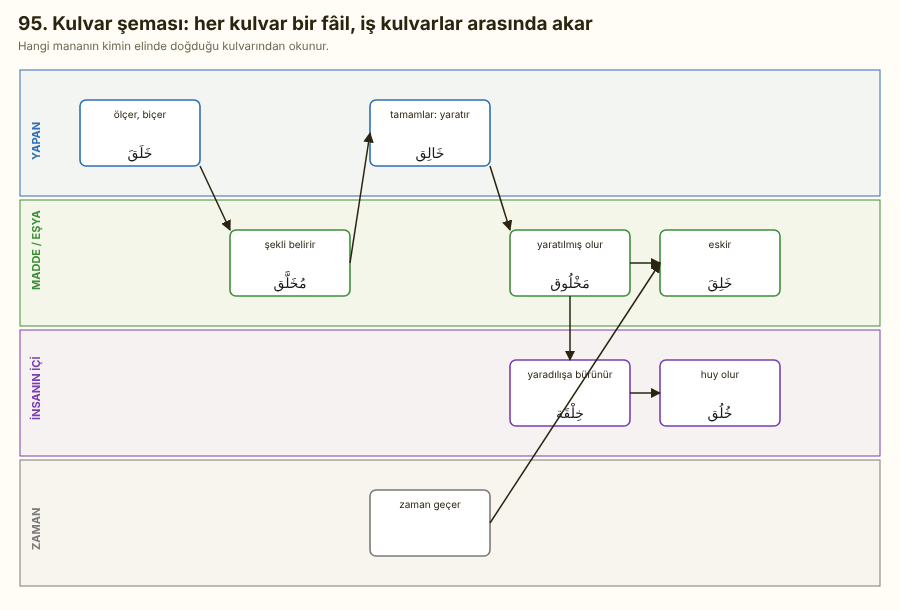 95. Kulvar şeması: her kulvar bir fâil, iş kulvarlar arasında akar
Hangi mananın kimin elinde doğduğu kulvarından okunur.
YAPAN
ölçer, biçer
خَلَقَ
tamamlar: yaratır
خَالِق
MADDE / EŞYA
şekli belirir
مُخَلَّق
yaratılmış olur
مَخْلُوق
eskir
خَلِقَ
İNSANIN İÇİ
yaradılışa bürünür
خِلْقَة
huy olur
خُلُق
ZAMAN
zaman geçer